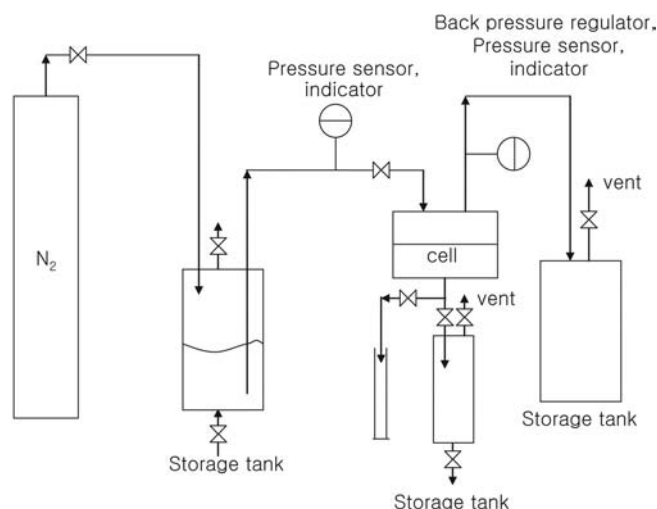 Back pressure regulator,
Pressure sensor,
indicator
Pressure sensor,
indicator
vent
N₂
cell
vent
Storage tank
Storage tank
Storage tank